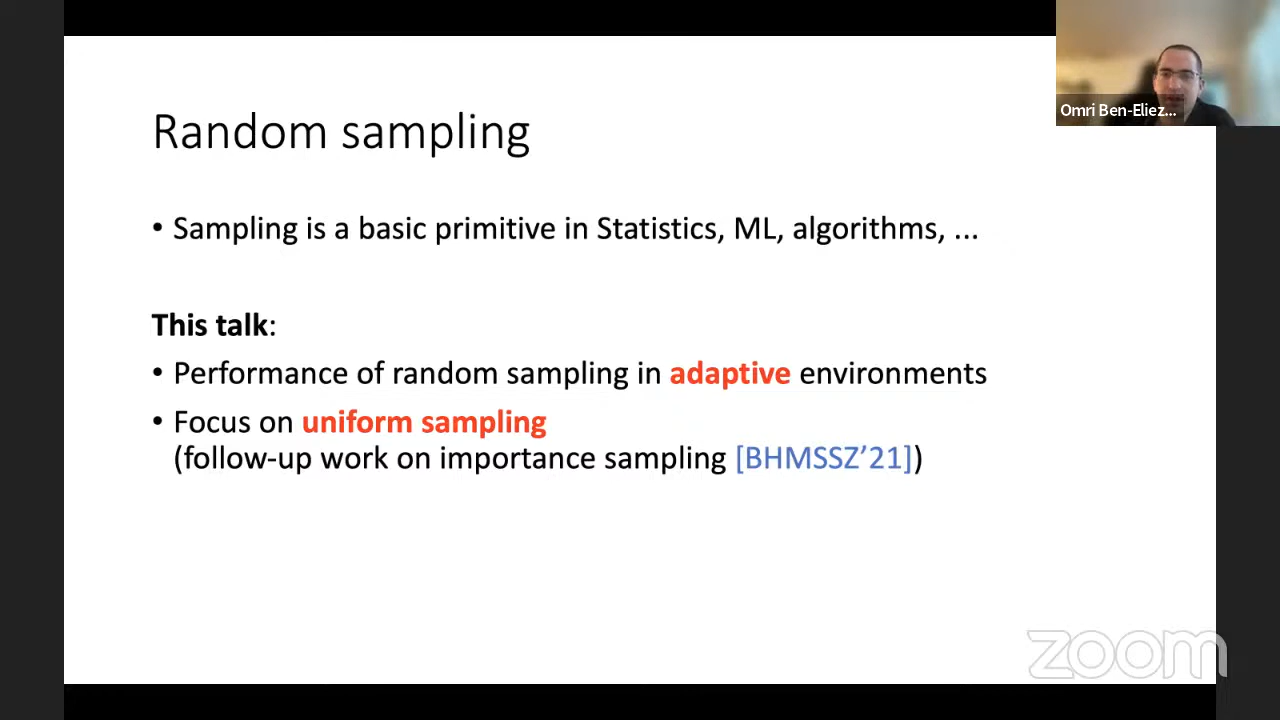 Random sampling
• Sampling is a basic primitive in Statistics, ML, algorithms, ...
This talk:
• Performance of random sampling in adaptive environments
• Focus on uniform sampling
(follow-up work on importance sampling [BHMSSZ’21])
Omri Ben-Eliez...
zoom